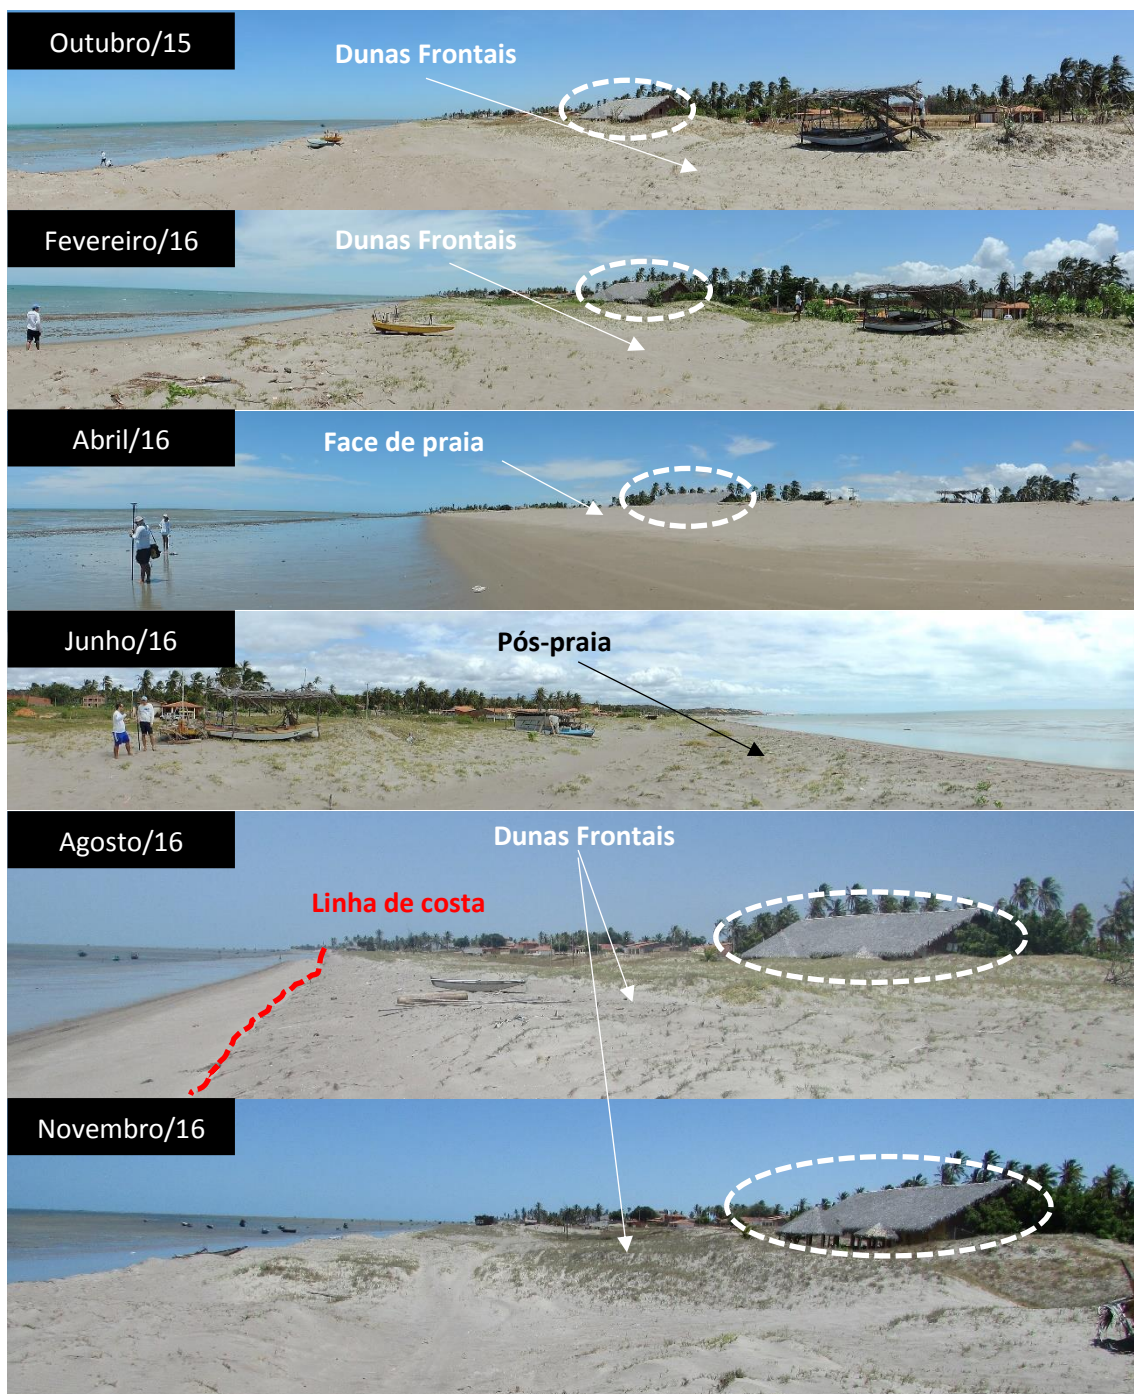 Outubro/15
Dunas Frontais
Fevereiro/16
Dunas Frontais
Abril/16
Face de praia
Junho/16
Pós-praia
Agosto/16
Dunas Frontais
Linha de costa
Novembro/16